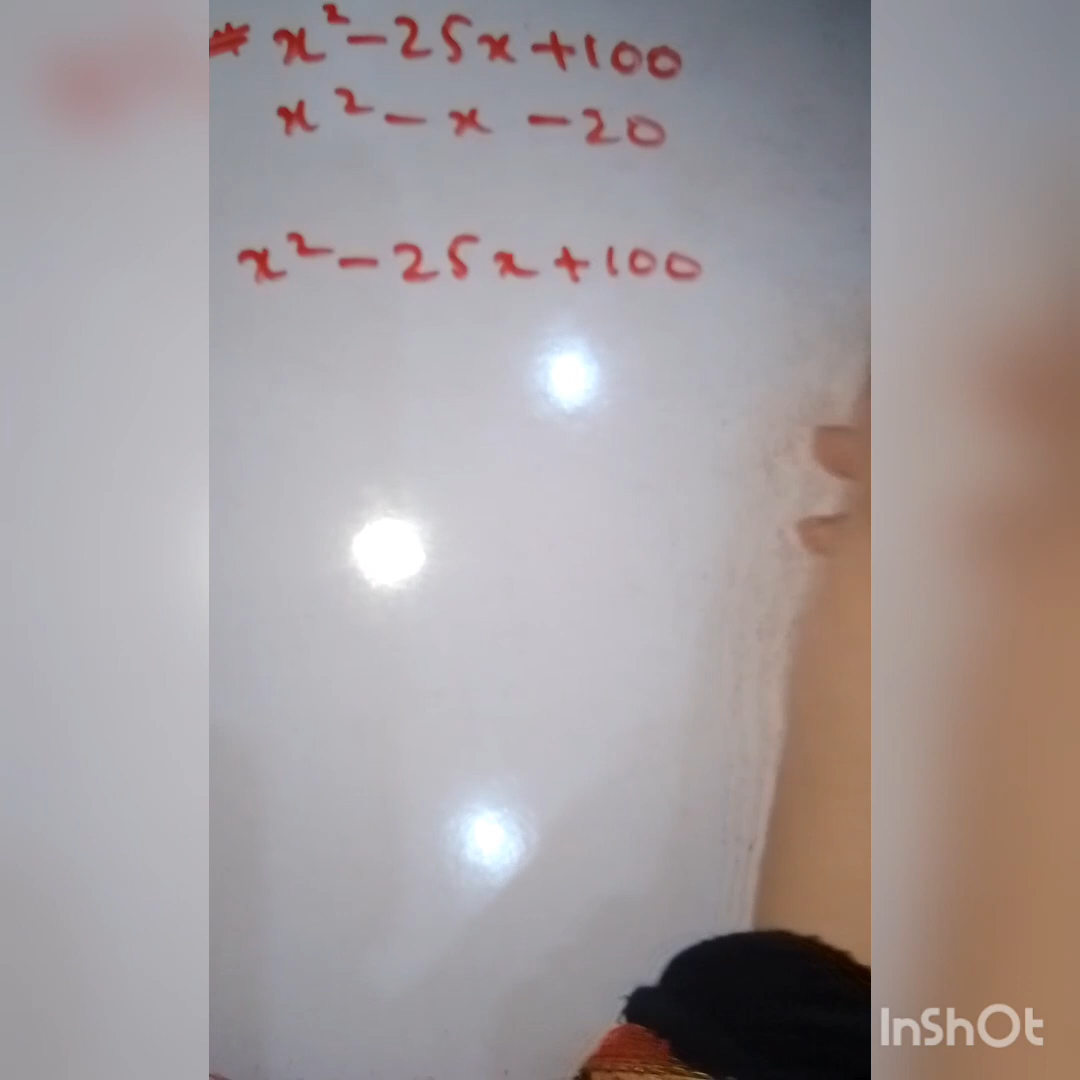 * x² - 25x + 100
x² - x - 20
x² - 25x + 100
InShOt